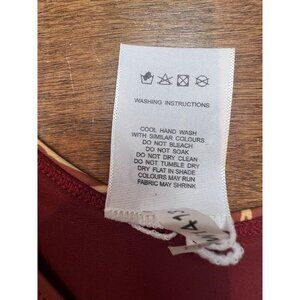 WASHING INSTRUCTIONS
COOL HAND WASH
WITH SIMILAR COLOURS
DO NOT BLEACH
DO NOT SOAK
DO NOT DRY CLEAN
DO NOT TUMBLE DRY
DRY FLAT IN SHADE
COLOURS MAY RUN
FABRIC MAY SHRINK